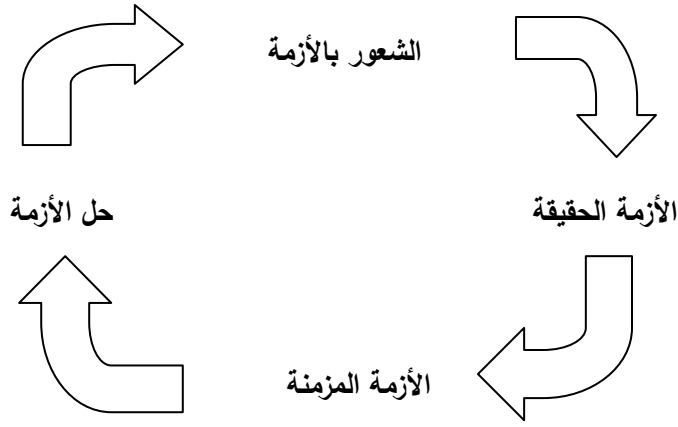 الشعور بالأزمة
الأزمة الحقيقة
حل الأزمة
الأزمة المزمنة